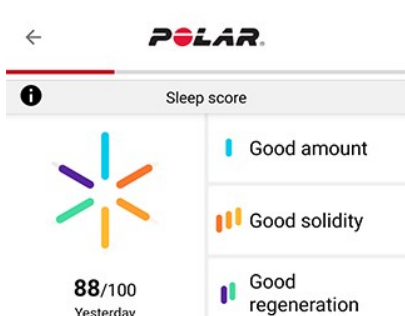 POLAR.
Sleep score
Good amount
Good solidity
Good
regeneration
88/100
Yesterday